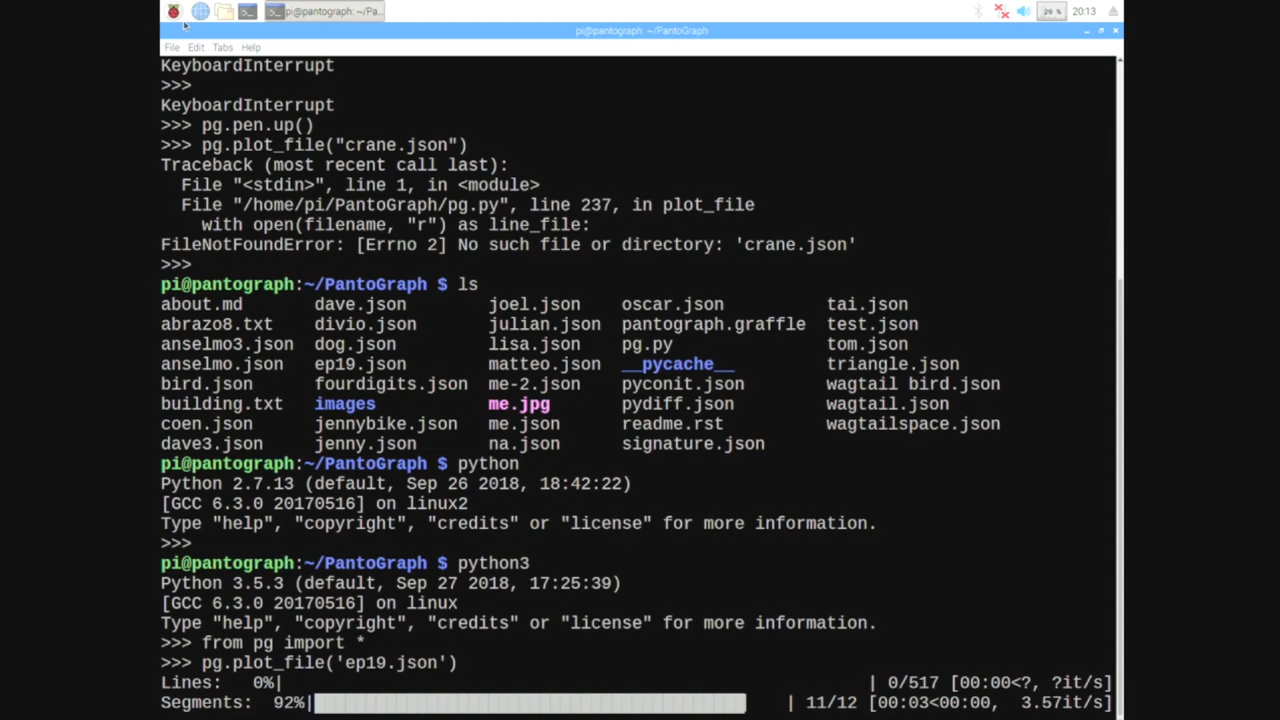 pi@pantograph: ~/Pa...
29 %
20:13
pi@pantograph: ~/PantoGraph
File Edit Tabs Help
KeyboardInterrupt
>>>
KeyboardInterrupt
>>> pg.pen.up()
>>> pg.plot_file("crane.json")
Traceback (most recent call last):
  File "<stdin>", line 1, in <module>
  File "/home/pi/PantoGraph/pg.py", line 237, in plot_file
    with open(filename, "r") as line_file:
FileNotFoundError: [Errno 2] No such file or directory: 'crane.json'
>>>
pi@pantograph:~/PantoGraph $ ls
about.md dave.json joel.json oscar.json tai.json
abrazo8.txt divio.json julian.json pantograph.graffle test.json
anselmo3.json dog.json lisa.json pg.py tom.json
anselmo.json ep19.json matteo.json __pycache__ triangle.json
bird.json fourdigits.json me-2.json pyconit.json wagtail bird.json
building.txt images me.jpg pydiff.json wagtail.json
coen.json jennybike.json me.json readme.rst wagtailspace.json
dave3.json jenny.json na.json signature.json
pi@pantograph:~/PantoGraph $ python
Python 2.7.13 (default, Sep 26 2018, 18:42:22)
[GCC 6.3.0 20170516] on linux2
Type "help", "copyright", "credits" or "license" for more information.
>>>
pi@pantograph:~/PantoGraph $ python3
Python 3.5.3 (default, Sep 27 2018, 17:25:39)
[GCC 6.3.0 20170516] on linux
Type "help", "copyright", "credits" or "license" for more information.
>>> from pg import *
>>> pg.plot_file('ep19.json')
Lines:   0%| | 0/517 [00:00<?, ?it/s]
Segments:  92%| | 11/12 [00:03<00:00,  3.57it/s]